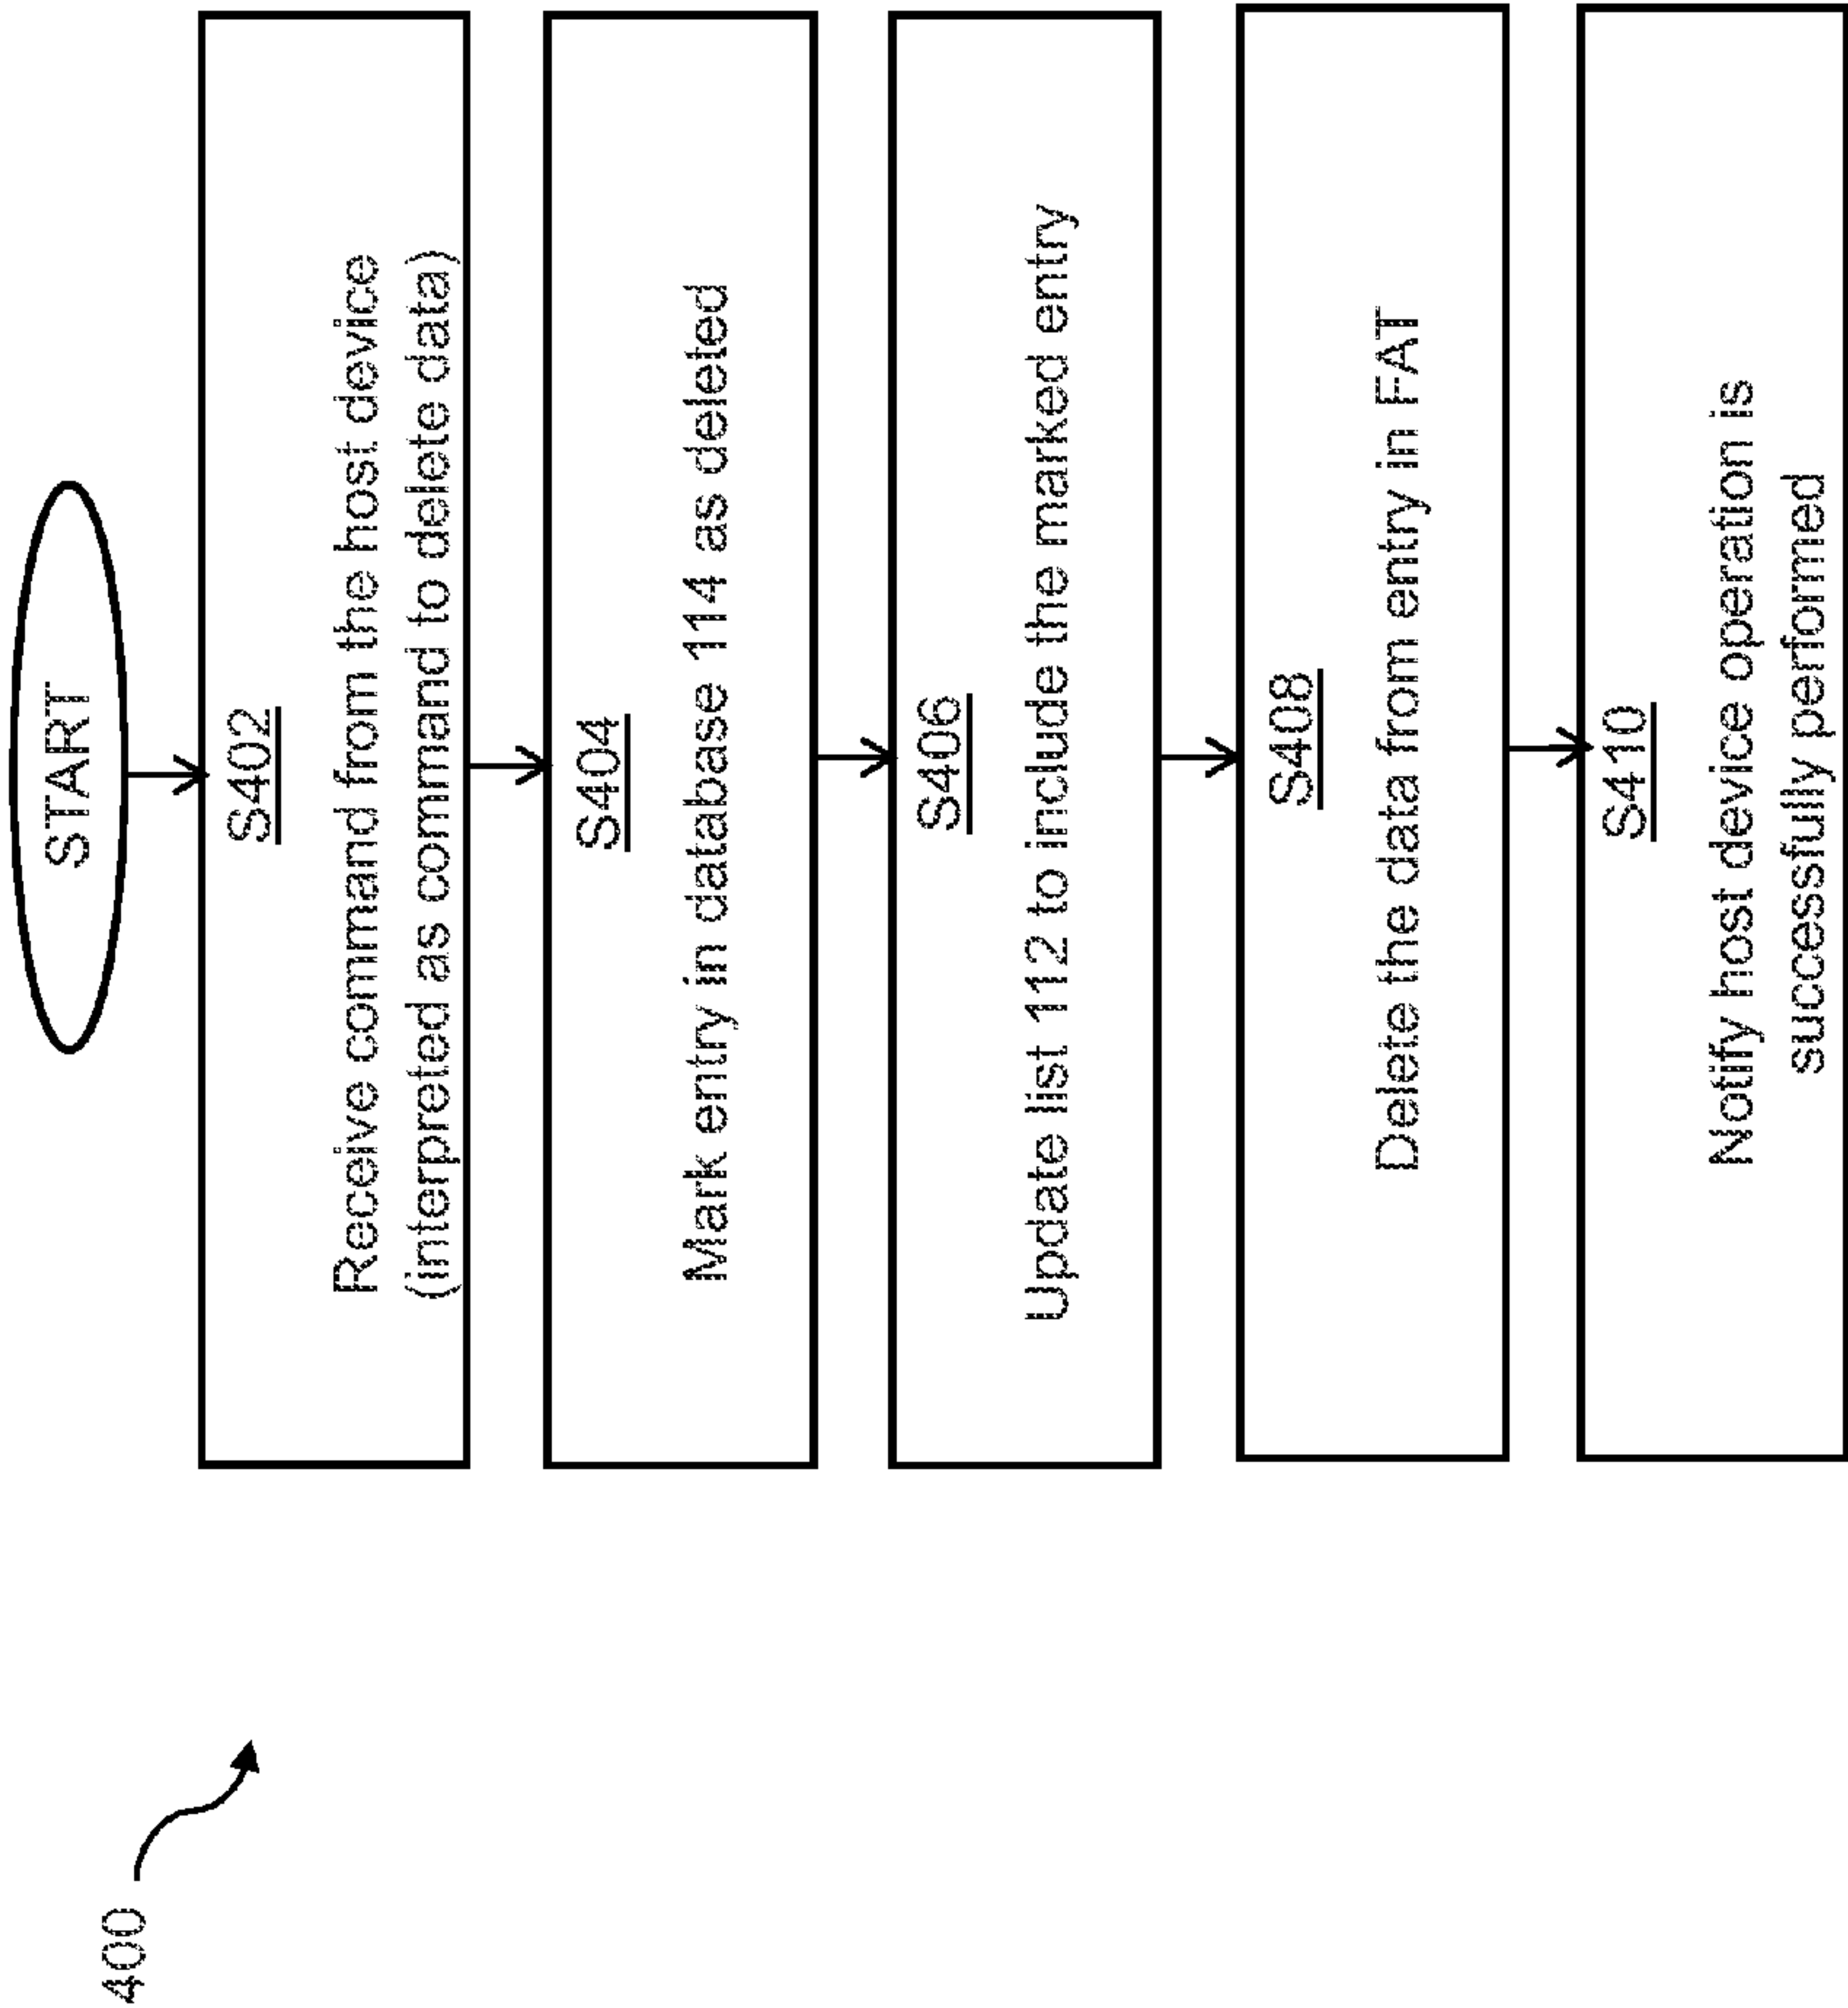 400
START
S402
Receive command from the host device
(interpreted as command to delete data)
S404
Mark entry in database 114 as deleted
S406
Update list 112 to include the marked entry
S408
Delete the data from entry in FAT
S410
Notify host device operation is
successfully performed